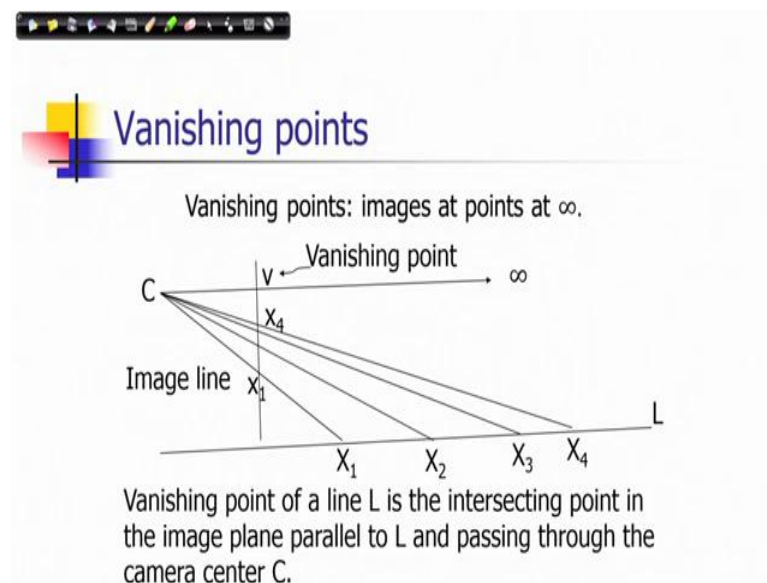 Vanishing points
Vanishing points: images at points at ∞.
Vanishing point
C
v
∞
x₄
Image line x₁
L
X₁ X₂ X₃ X₄
Vanishing point of a line L is the intersecting point in
the image plane parallel to L and passing through the
camera center C.